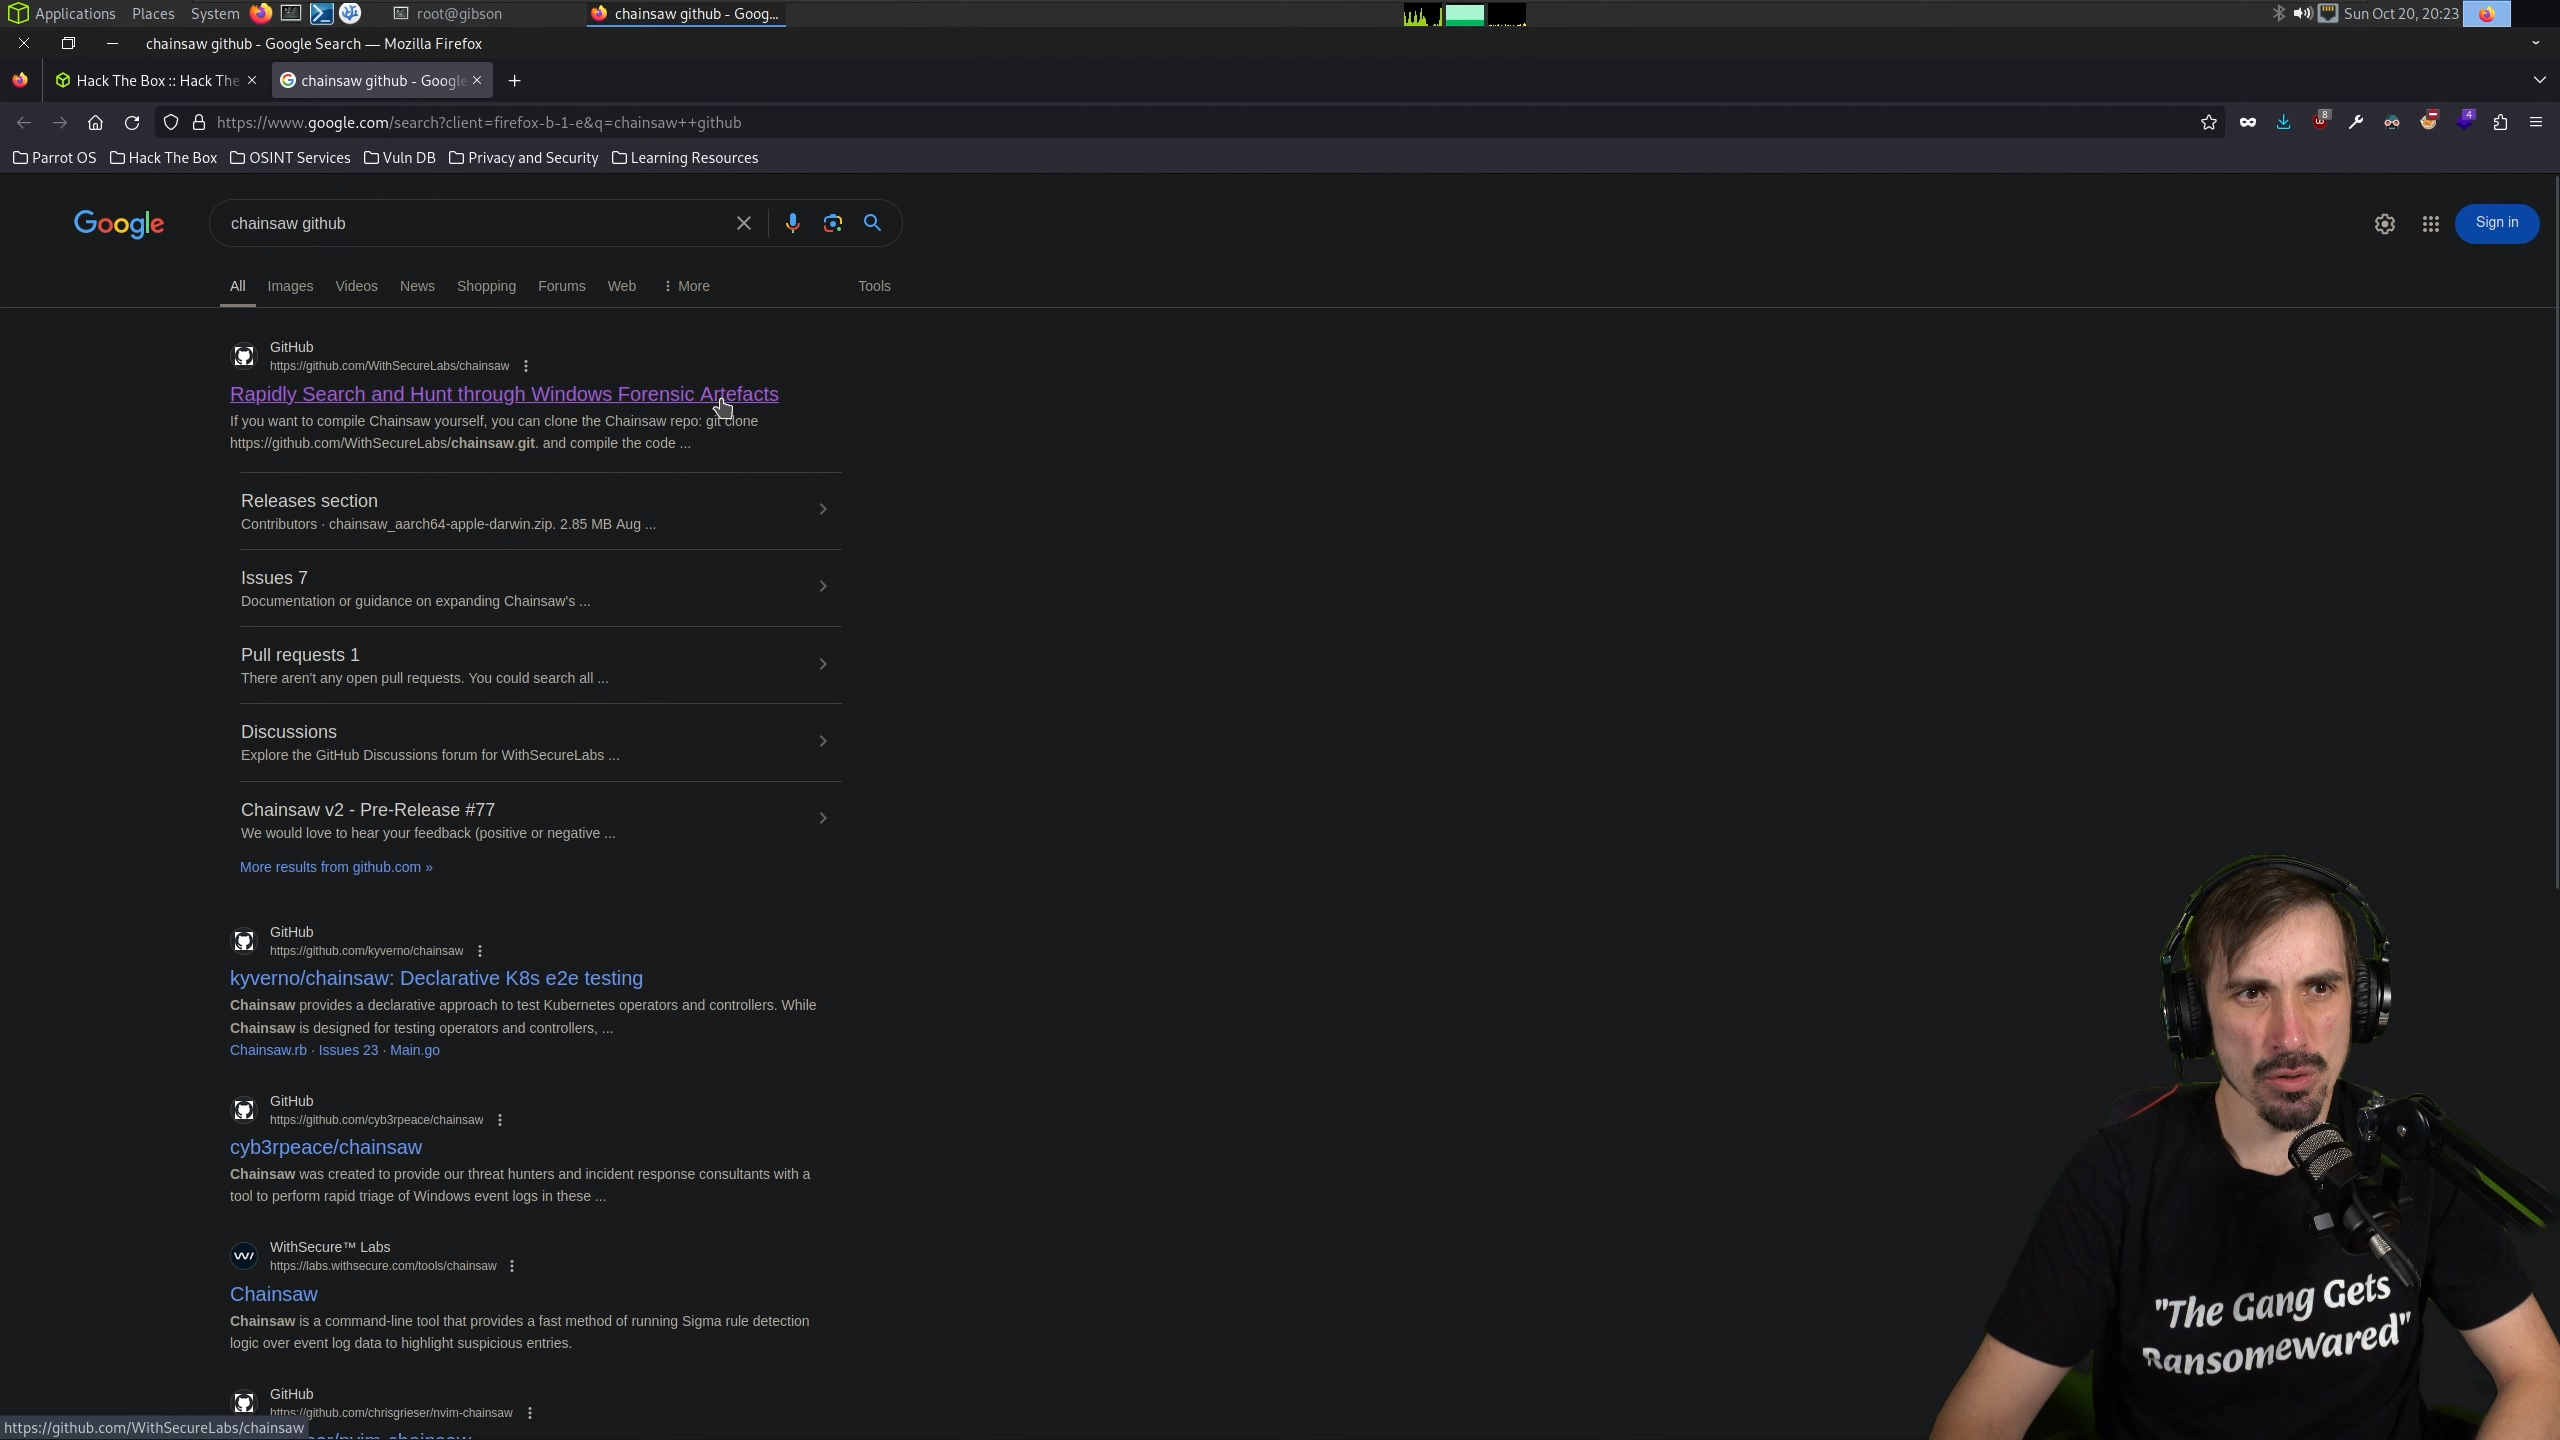 Applications Places System root@gibson chainsaw github - Goog... Sun Oct 20, 20:23
chainsaw github - Google Search — Mozilla Firefox
Hack The Box :: Hack The chainsaw github - Google
https://www.google.com/search?client=firefox-b-1-e&q=chainsaw++github 8 4
Parrot OS Hack The Box OSINT Services Vuln DB Privacy and Security Learning Resources
Google chainsaw github Sign in
All Images Videos News Shopping Forums Web More Tools
GitHub
https://github.com/WithSecureLabs/chainsaw
Rapidly Search and Hunt through Windows Forensic Artefacts
If you want to compile Chainsaw yourself, you can clone the Chainsaw repo: git clone
https://github.com/WithSecureLabs/chainsaw.git. and compile the code ...
Releases section
Contributors · chainsaw_aarch64-apple-darwin.zip. 2.85 MB Aug ...
Issues 7
Documentation or guidance on expanding Chainsaw's ...
Pull requests 1
There aren't any open pull requests. You could search all ...
Discussions
Explore the GitHub Discussions forum for WithSecureLabs ...
Chainsaw v2 - Pre-Release #77
We would love to hear your feedback (positive or negative ...
More results from github.com »
GitHub
https://github.com/kyverno/chainsaw
kyverno/chainsaw: Declarative K8s e2e testing
Chainsaw provides a declarative approach to test Kubernetes operators and controllers. While
Chainsaw is designed for testing operators and controllers, ...
Chainsaw.rb · Issues 23 · Main.go
GitHub
https://github.com/cyb3rpeace/chainsaw
cyb3rpeace/chainsaw
Chainsaw was created to provide our threat hunters and incident response consultants with a
tool to perform rapid triage of Windows event logs in these ...
WithSecure™ Labs
https://labs.withsecure.com/tools/chainsaw
Chainsaw
Chainsaw is a command-line tool that provides a fast method of running Sigma rule detection
logic over event log data to highlight suspicious entries.
GitHub
https://github.com/chrisgrieser/nvim-chainsaw
https://github.com/WithSecureLabs/chainsaw
"The Gang Gets
Ransomewared"